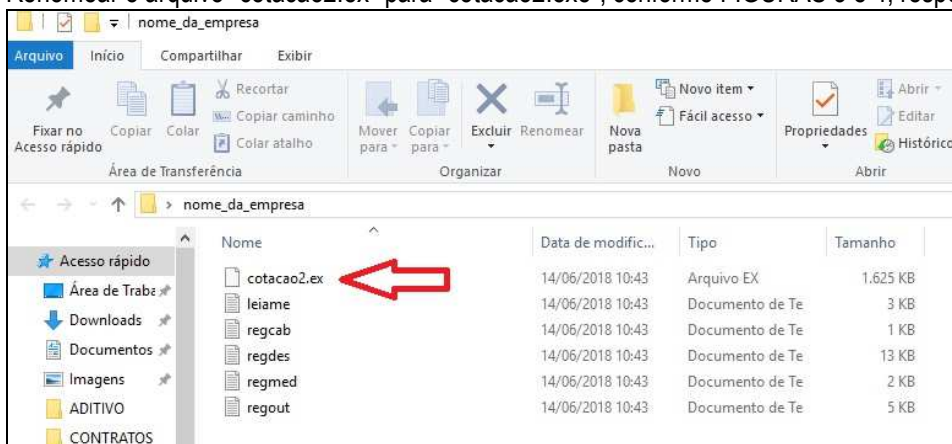 nome_da_empresa
Arquivo Início Compartilhar Exibir
Fixar no Acesso rápido
Copiar
Colar
Recortar
Copiar caminho
Colar atalho
Mover para
Copiar para
Excluir
Renomear
Nova pasta
Novo item
Fácil acesso
Propriedades
Abrir
Editar
Histórico
Área de Transferência Organizar Novo Abrir
nome_da_empresa
Acesso rápido
Área de Traba
Downloads
Documentos
Imagens
ADITIVO
CONTRATOS
Nome Data de modific... Tipo Tamanho
cotacao2.ex 14/06/2018 10:43 Arquivo EX 1.625 KB
leiame 14/06/2018 10:43 Documento de Te 3 KB
regcab 14/06/2018 10:43 Documento de Te 1 KB
regdes 14/06/2018 10:43 Documento de Te 13 KB
regmed 14/06/2018 10:43 Documento de Te 2 KB
regout 14/06/2018 10:43 Documento de Te 5 KB